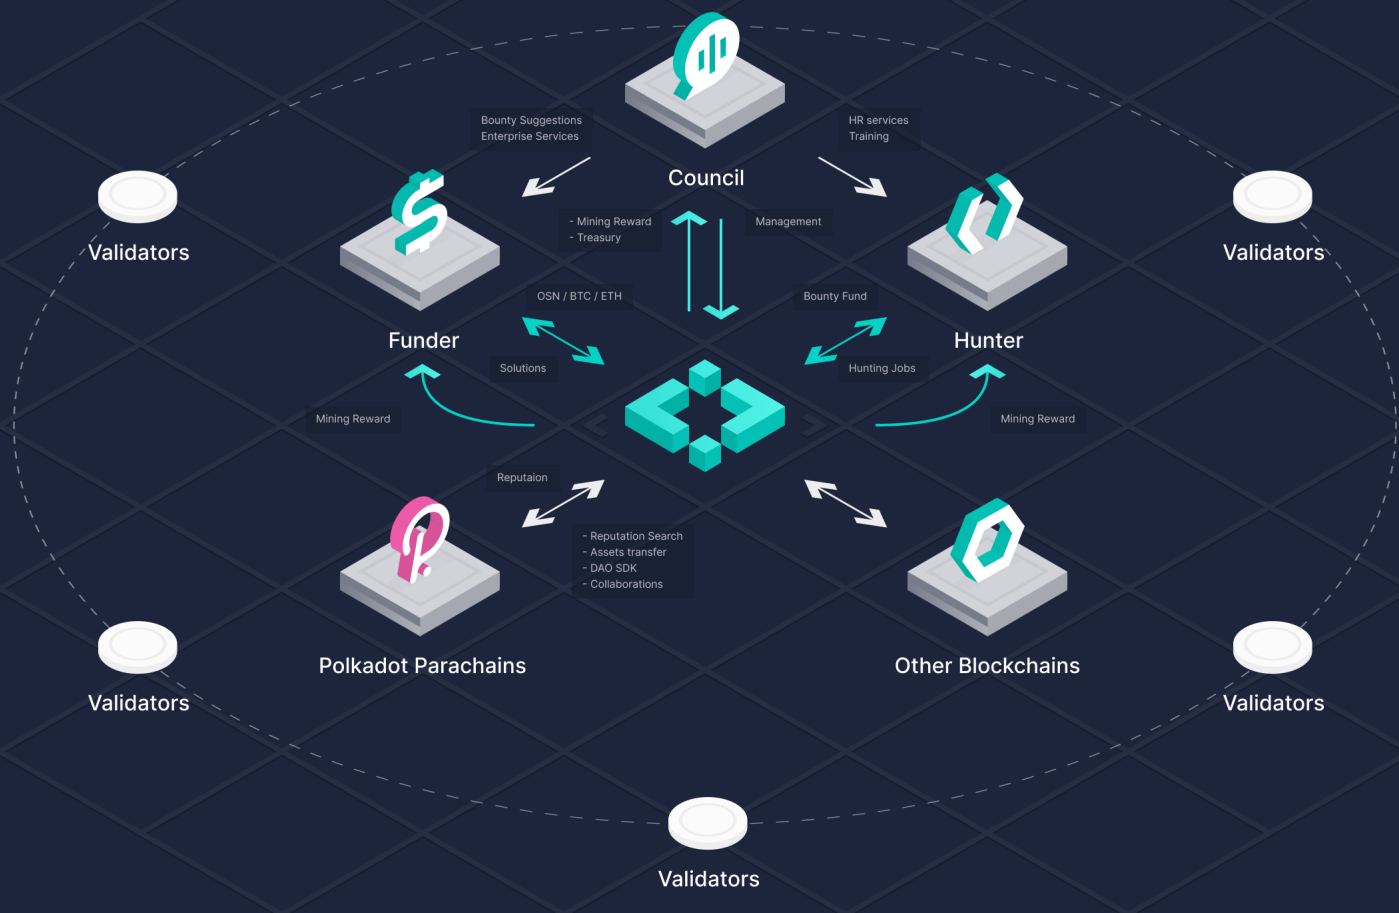 Bounty Suggestions
Enterprise Services
HR services
Training
Council
Validators
Validators
- Mining Reward
- Treasury
Management
OSN / BTC / ETH
Bounty Fund
Funder
Hunter
Solutions
Hunting Jobs
Mining Reward
Mining Reward
Reputaion
- Reputation Search
- Assets transfer
- DAO SDK
- Collaborations
Polkadot Parachains
Other Blockchains
Validators
Validators
Validators